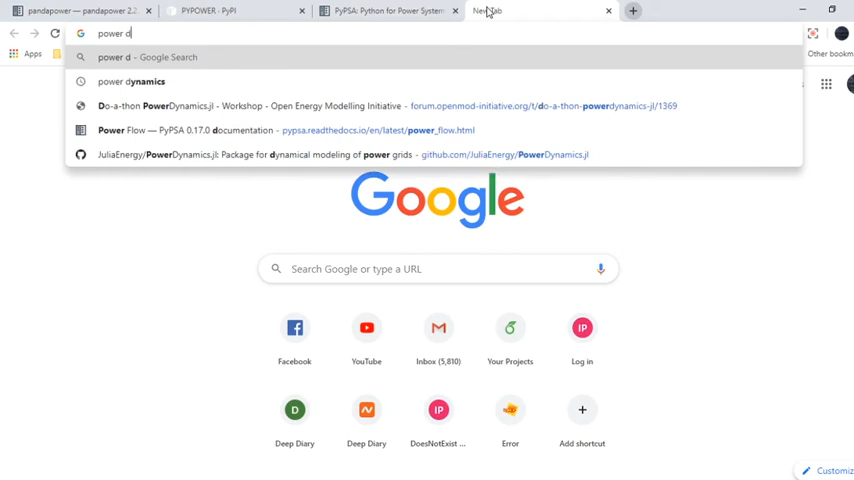 pandapower — pandapower 2.2.
PYPOWER · PyPI
PyPSA: Python for Power System
New Tab
power d
Apps
Other bookm
power d - Google Search
power dynamics
Do-a-thon PowerDynamics.jl - Workshop - Open Energy Modelling Initiative - forum.openmod-initiative.org/t/do-a-thon-powerdynamics-jl/1369
Power Flow — PyPSA 0.17.0 documentation - pypsa.readthedocs.io/en/latest/power_flow.html
JuliaEnergy/PowerDynamics.jl: Package for dynamical modeling of power grids - github.com/JuliaEnergy/PowerDynamics.jl
Google
Search Google or type a URL
IP
Facebook
YouTube
Inbox (5,810)
Your Projects
Log in
D
IP
Deep Diary
Deep Diary
DoesNotExist ...
Error
Add shortcut
Customiz